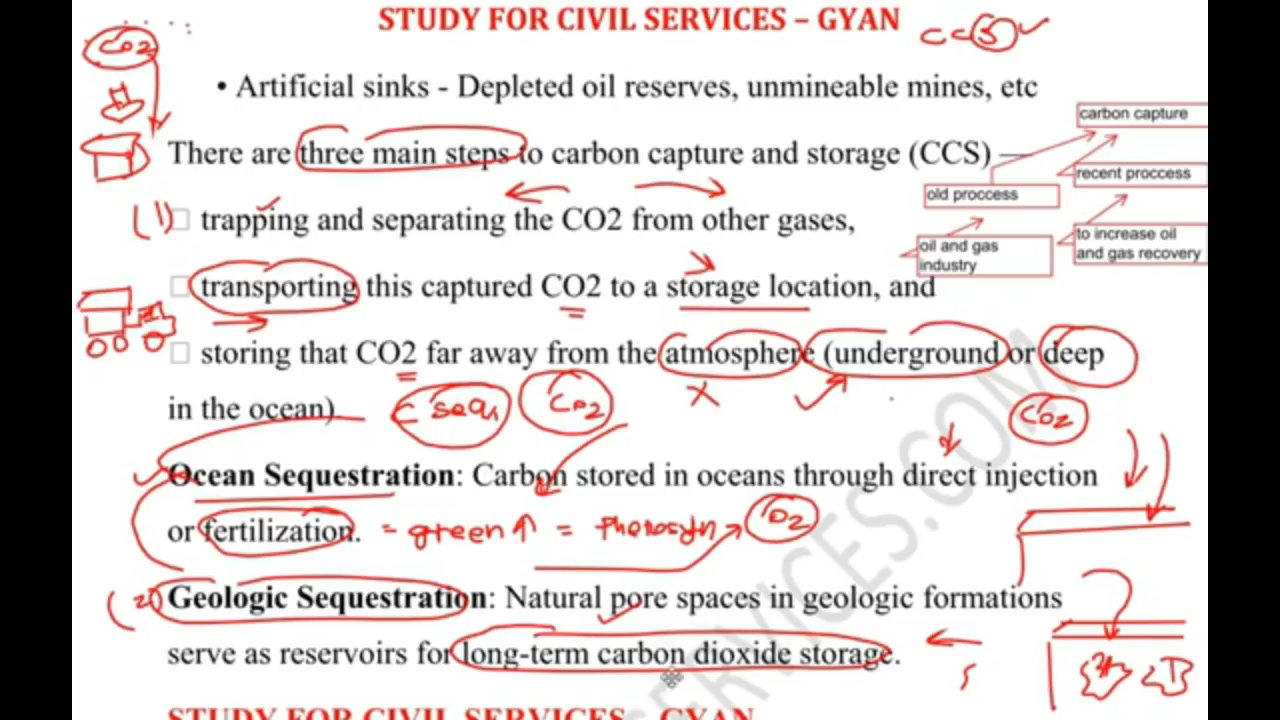 STUDY FOR CIVIL SERVICES – GYAN
CCS
CO2
• Artificial sinks - Depleted oil reserves, unmineable mines, etc
carbon capture
There are three main steps to carbon capture and storage (CCS) —
recent proccess
old proccess
(1) trapping and separating the CO2 from other gases,
to increase oil
and gas recovery
oil and gas
industry
transporting this captured CO2 to a storage location, and
storing that CO2 far away from the atmosphere (underground or deep
in the ocean)
CO2
CO2
Ocean Sequestration: Carbon stored in oceans through direct injection
or fertilization. = green ↑ =
(2) Geologic Sequestration: Natural pore spaces in geologic formations
serve as reservoirs for long-term carbon dioxide storage.
STUDY FOR CIVIL SERVICES – GYAN
SERVICES.COM